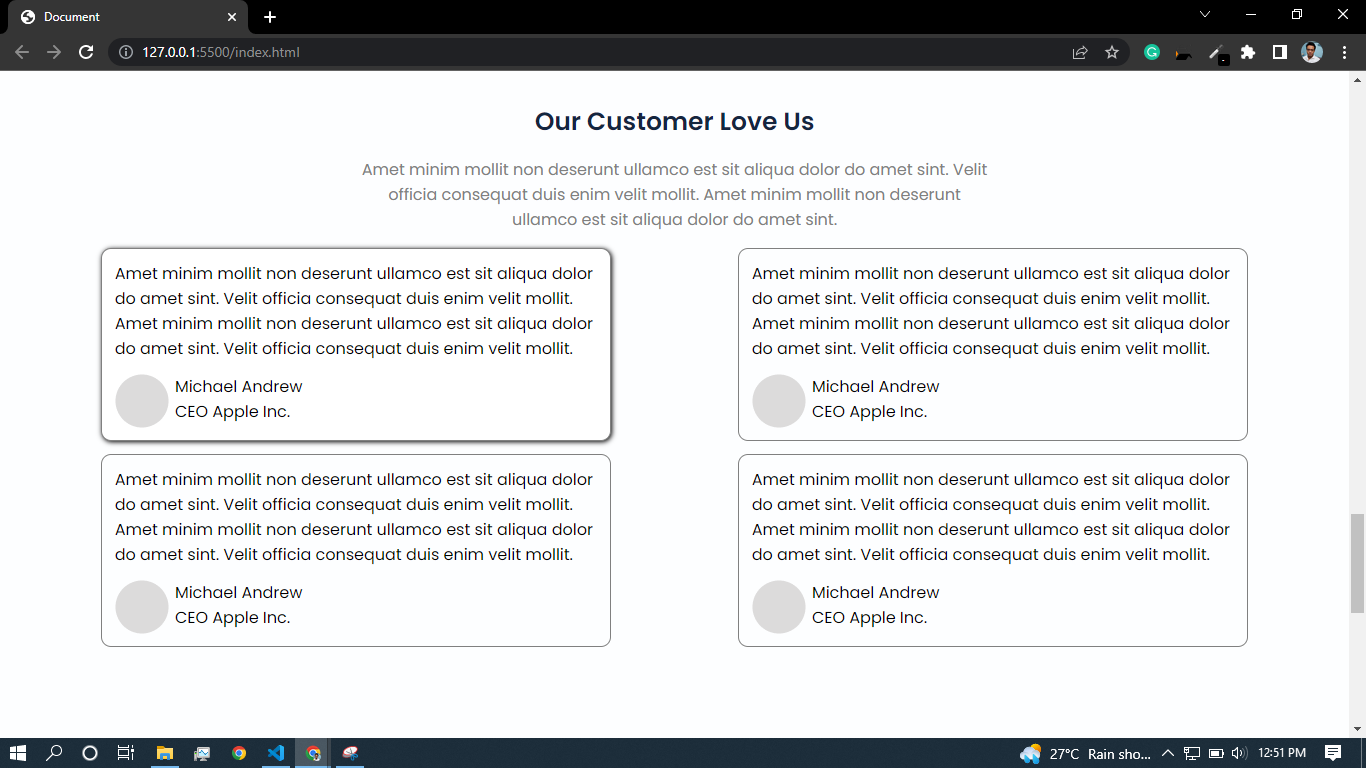 Document
127.0.0.1:5500/index.html
Our Customer Love Us
Amet minim mollit non deserunt ullamco est sit aliqua dolor do amet sint. Velit
officia consequat duis enim velit mollit. Amet minim mollit non deserunt
ullamco est sit aliqua dolor do amet sint.
Amet minim mollit non deserunt ullamco est sit aliqua dolor
do amet sint. Velit officia consequat duis enim velit mollit.
Amet minim mollit non deserunt ullamco est sit aliqua dolor
do amet sint. Velit officia consequat duis enim velit mollit.
Michael Andrew
CEO Apple Inc.
Amet minim mollit non deserunt ullamco est sit aliqua dolor
do amet sint. Velit officia consequat duis enim velit mollit.
Amet minim mollit non deserunt ullamco est sit aliqua dolor
do amet sint. Velit officia consequat duis enim velit mollit.
Michael Andrew
CEO Apple Inc.
Amet minim mollit non deserunt ullamco est sit aliqua dolor
do amet sint. Velit officia consequat duis enim velit mollit.
Amet minim mollit non deserunt ullamco est sit aliqua dolor
do amet sint. Velit officia consequat duis enim velit mollit.
Michael Andrew
CEO Apple Inc.
Amet minim mollit non deserunt ullamco est sit aliqua dolor
do amet sint. Velit officia consequat duis enim velit mollit.
Amet minim mollit non deserunt ullamco est sit aliqua dolor
do amet sint. Velit officia consequat duis enim velit mollit.
Michael Andrew
CEO Apple Inc.
27°C Rain sho...
12:51 PM